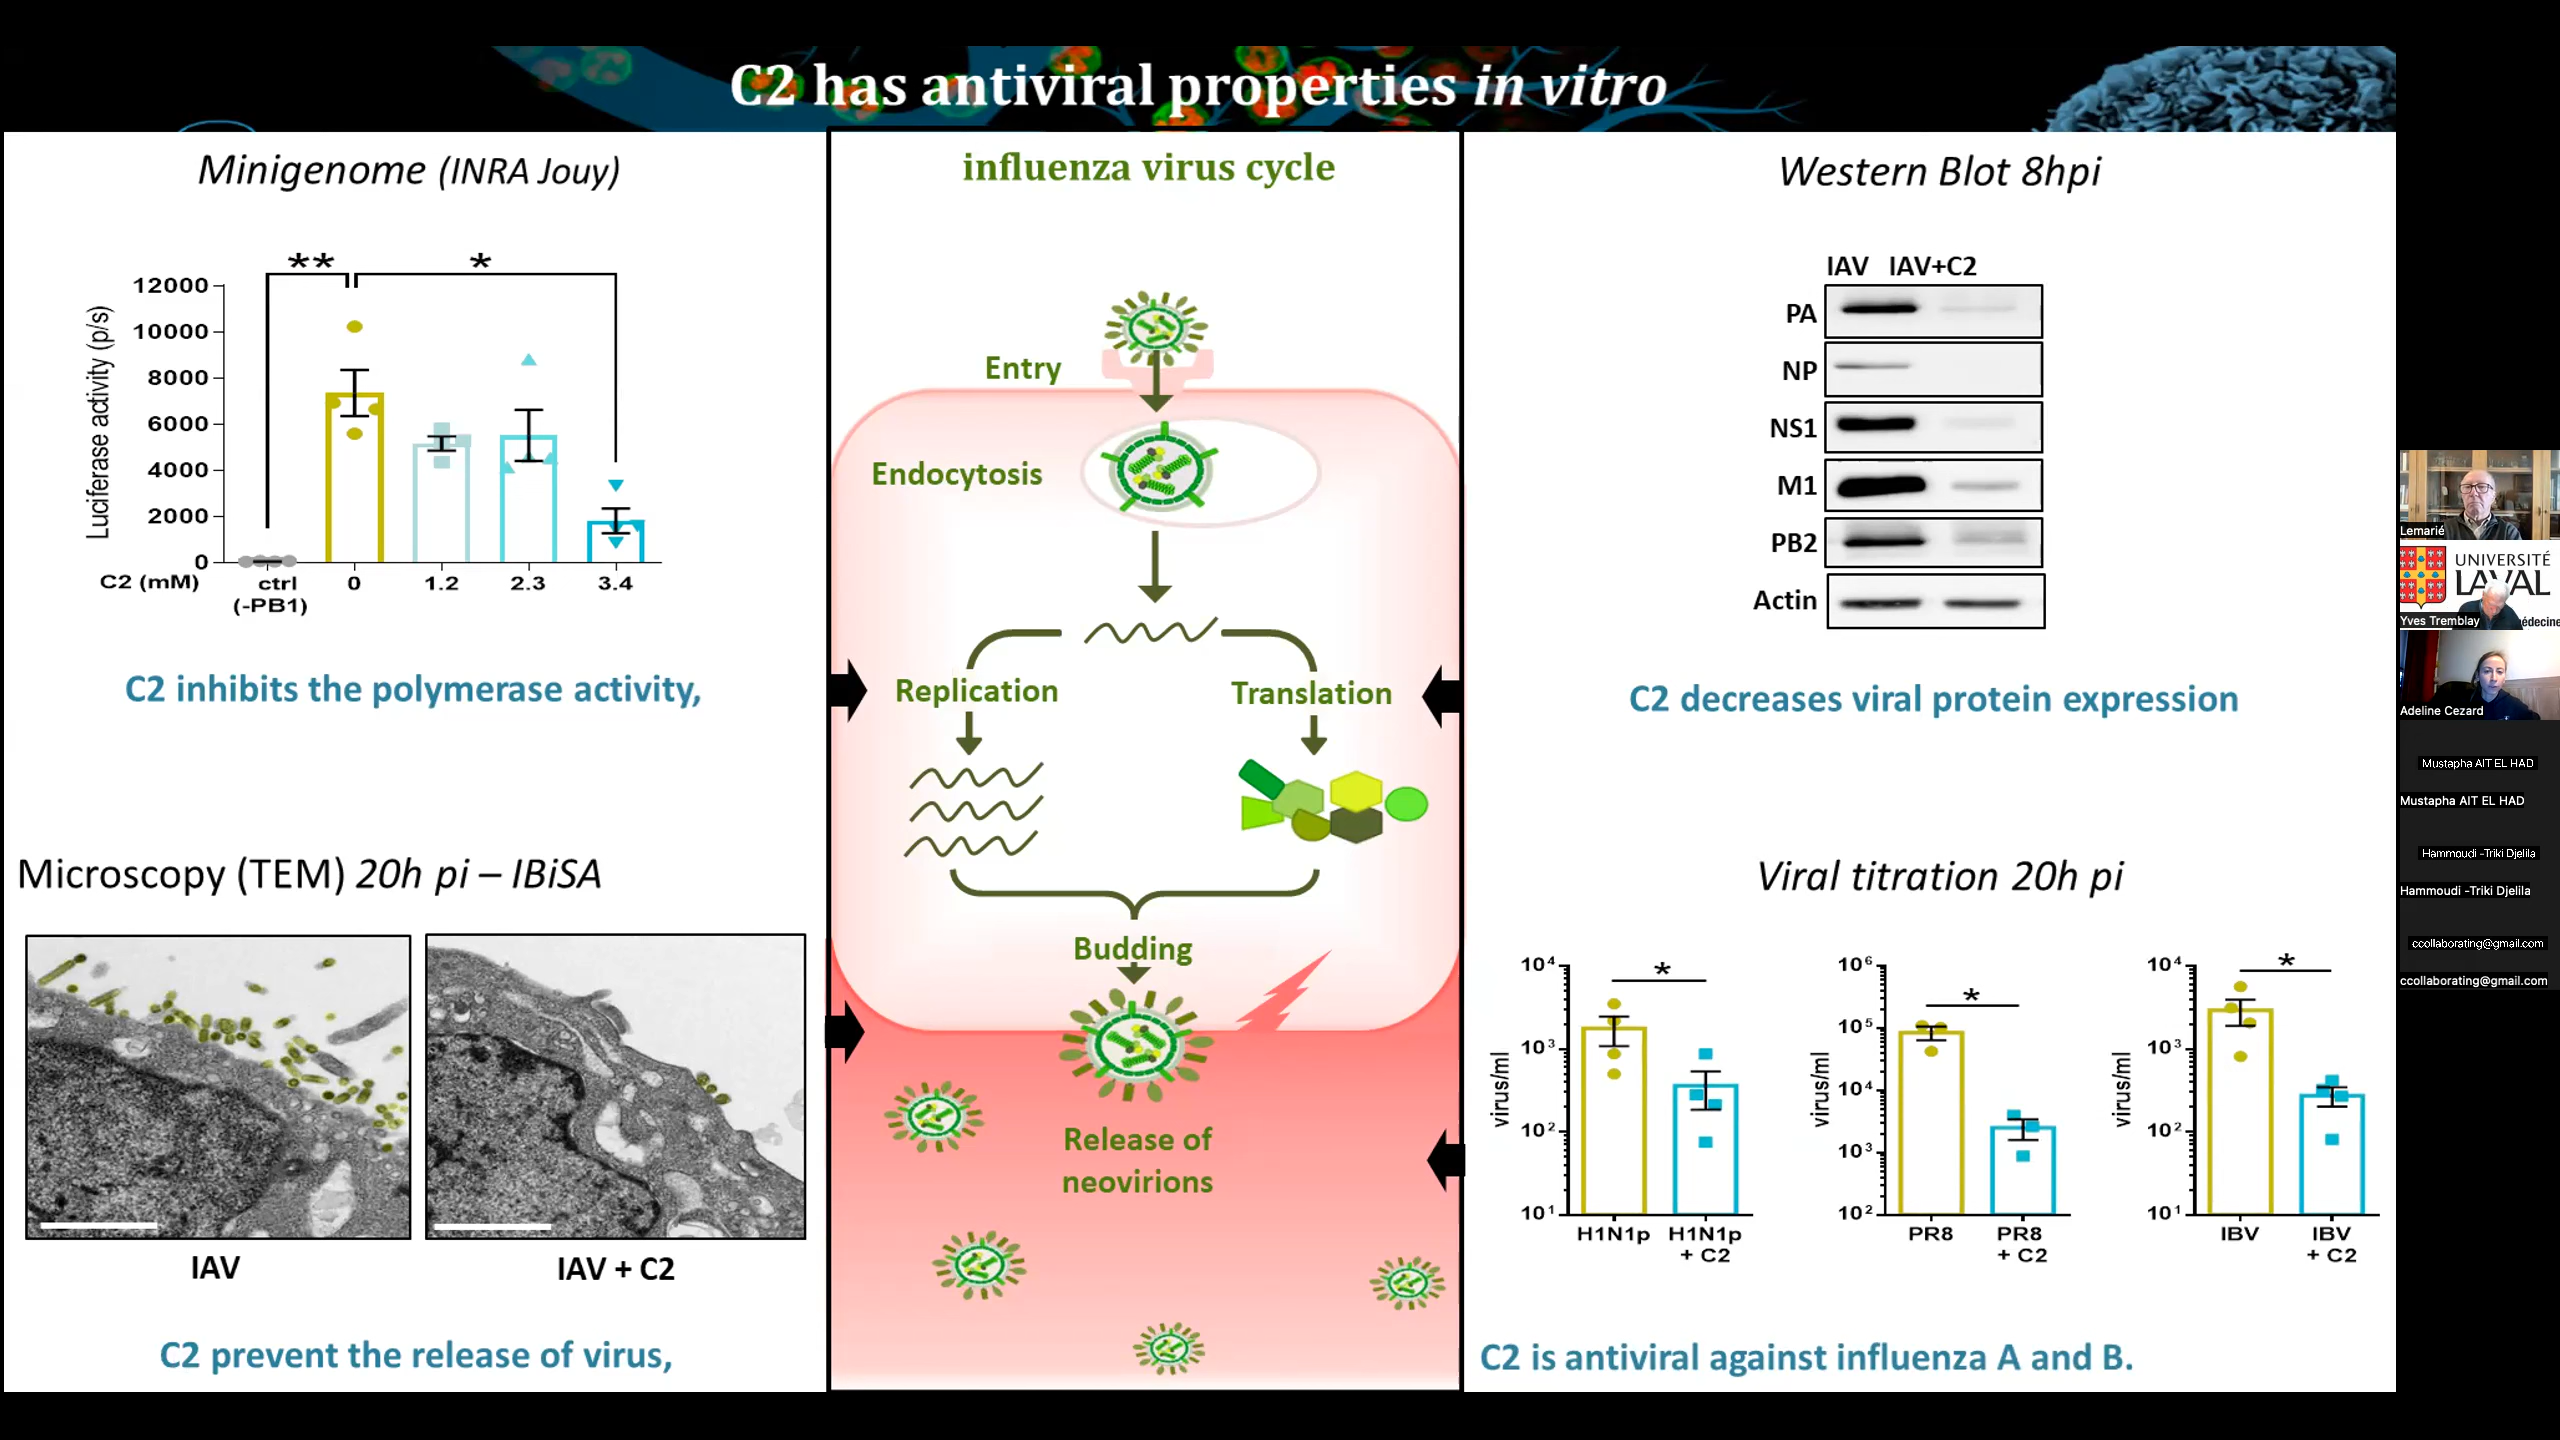 C2 has antiviral properties in vitro
Minigenome (INRA Jouy)
** *
Luciferase activity (p/s)
12000
10000
8000
6000
4000
2000
0
C2 (mM) ctrl 0 1.2 2.3 3.4
(-PB1)
C2 inhibits the polymerase activity,
Microscopy (TEM) 20h pi – IBiSA
IAV IAV + C2
C2 prevent the release of virus,
influenza virus cycle
Entry
Endocytosis
Replication Translation
Budding
Release of
neovirions
Western Blot 8hpi
IAV IAV+C2
PA
NP
NS1
M1
PB2
Actin
C2 decreases viral protein expression
Viral titration 20h pi
virus/ml
10⁴
10³
10²
10¹
*
H1N1p H1N1p
+ C2
virus/ml
10⁶
10⁵
10⁴
10³
10²
*
PR8 PR8
+ C2
virus/ml
10⁴
10³
10²
10¹
*
IBV IBV
+ C2
C2 is antiviral against influenza A and B.
Lemarié
UNIVERSITÉ
LAVAL
Yves Tremblay
édecine
Adeline Cezard
Mustapha AIT EL HAD
Mustapha AIT EL HAD
Hammoudi -Triki Djelila
Hammoudi -Triki Djelila
ccollaborating@gmail.com
ccollaborating@gmail.com